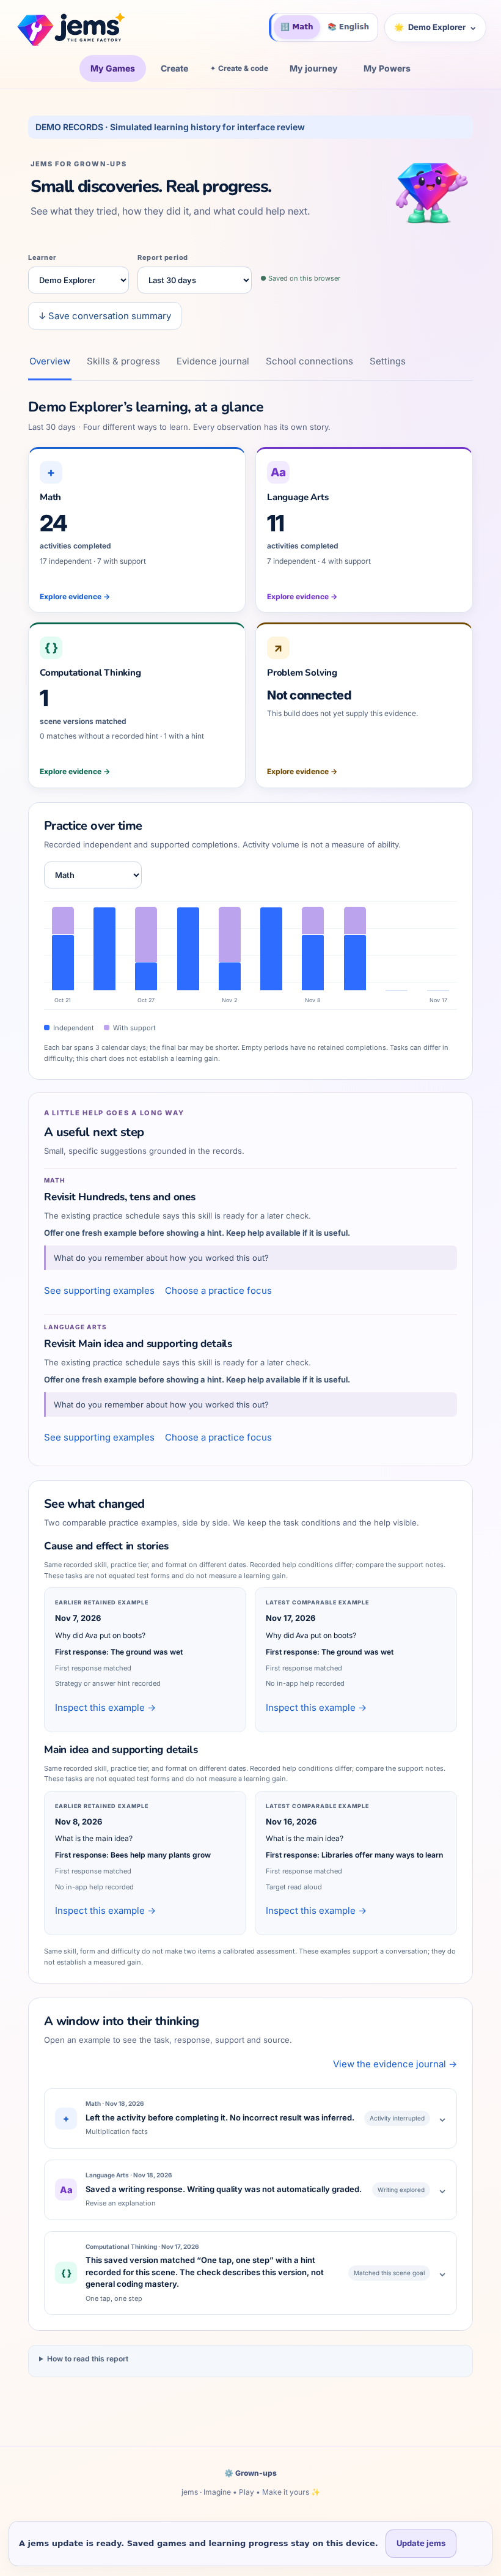 jems
THE GAME FACTORY
🔢 Math
📚 English
🌟 Demo Explorer
My Games
Create
✦ Create & code
My journey
My Powers
DEMO RECORDS · Simulated learning history for interface review
JEMS FOR GROWN-UPS
Small discoveries. Real progress.
See what they tried, how they did it, and what could help next.
Learner
Report period
Demo Explorer
Last 30 days
Saved on this browser
↓ Save conversation summary
Overview
Skills & progress
Evidence journal
School connections
Settings
Demo Explorer’s learning, at a glance
Last 30 days · Four different ways to learn. Every observation has its own story.
+
Math
24
activities completed
17 independent · 7 with support
Explore evidence →
Aa
Language Arts
11
activities completed
7 independent · 4 with support
Explore evidence →
{ }
Computational Thinking
1
scene versions matched
0 matches without a recorded hint · 1 with a hint
Explore evidence →
↗
Problem Solving
Not connected
This build does not yet supply this evidence.
Explore evidence →
Practice over time
Recorded independent and supported completions. Activity volume is not a measure of ability.
Math
Oct 21
Oct 27
Nov 2
Nov 8
Nov 17
Independent
With support
Each bar spans 3 calendar days; the final bar may be shorter. Empty periods have no retained completions. Tasks can differ in
difficulty; this chart does not establish a learning gain.
A LITTLE HELP GOES A LONG WAY
A useful next step
Small, specific suggestions grounded in the records.
MATH
Revisit Hundreds, tens and ones
The existing practice schedule says this skill is ready for a later check.
Offer one fresh example before showing a hint. Keep help available if it is useful.
What do you remember about how you worked this out?
See supporting examples
Choose a practice focus
LANGUAGE ARTS
Revisit Main idea and supporting details
The existing practice schedule says this skill is ready for a later check.
Offer one fresh example before showing a hint. Keep help available if it is useful.
What do you remember about how you worked this out?
See supporting examples
Choose a practice focus
See what changed
Two comparable practice examples, side by side. We keep the task conditions and the help visible.
Cause and effect in stories
Same recorded skill, practice tier, and format on different dates. Recorded help conditions differ; compare the support notes.
These tasks are not equated test forms and do not measure a learning gain.
EARLIER RETAINED EXAMPLE
Nov 7, 2026
Why did Ava put on boots?
First response: The ground was wet
First response matched
Strategy or answer hint recorded
Inspect this example →
LATEST COMPARABLE EXAMPLE
Nov 17, 2026
Why did Ava put on boots?
First response: The ground was wet
First response matched
No in-app help recorded
Inspect this example →
Main idea and supporting details
Same recorded skill, practice tier, and format on different dates. Recorded help conditions differ; compare the support notes.
These tasks are not equated test forms and do not measure a learning gain.
EARLIER RETAINED EXAMPLE
Nov 8, 2026
What is the main idea?
First response: Bees help many plants grow
First response matched
No in-app help recorded
Inspect this example →
LATEST COMPARABLE EXAMPLE
Nov 16, 2026
What is the main idea?
First response: Libraries offer many ways to learn
First response matched
Target read aloud
Inspect this example →
Same skill, form and difficulty do not make two items a calibrated assessment. These examples support a conversation; they do
not establish a measured gain.
A window into their thinking
Open an example to see the task, response, support and source.
View the evidence journal →
+
Math · Nov 18, 2026
Left the activity before completing it. No incorrect result was inferred.
Multiplication facts
Activity interrupted
Aa
Language Arts · Nov 18, 2026
Saved a writing response. Writing quality was not automatically graded.
Revise an explanation
Writing explored
{ }
Computational Thinking · Nov 17, 2026
This saved version matched “One tap, one step” with a hint
recorded for this scene. The check describes this version, not
general coding mastery.
One tap, one step
Matched this scene goal
▶ How to read this report
⚙️ Grown-ups
jems · Imagine • Play • Make it yours ✨
A jems update is ready. Saved games and learning progress stay on this device.
Update jems